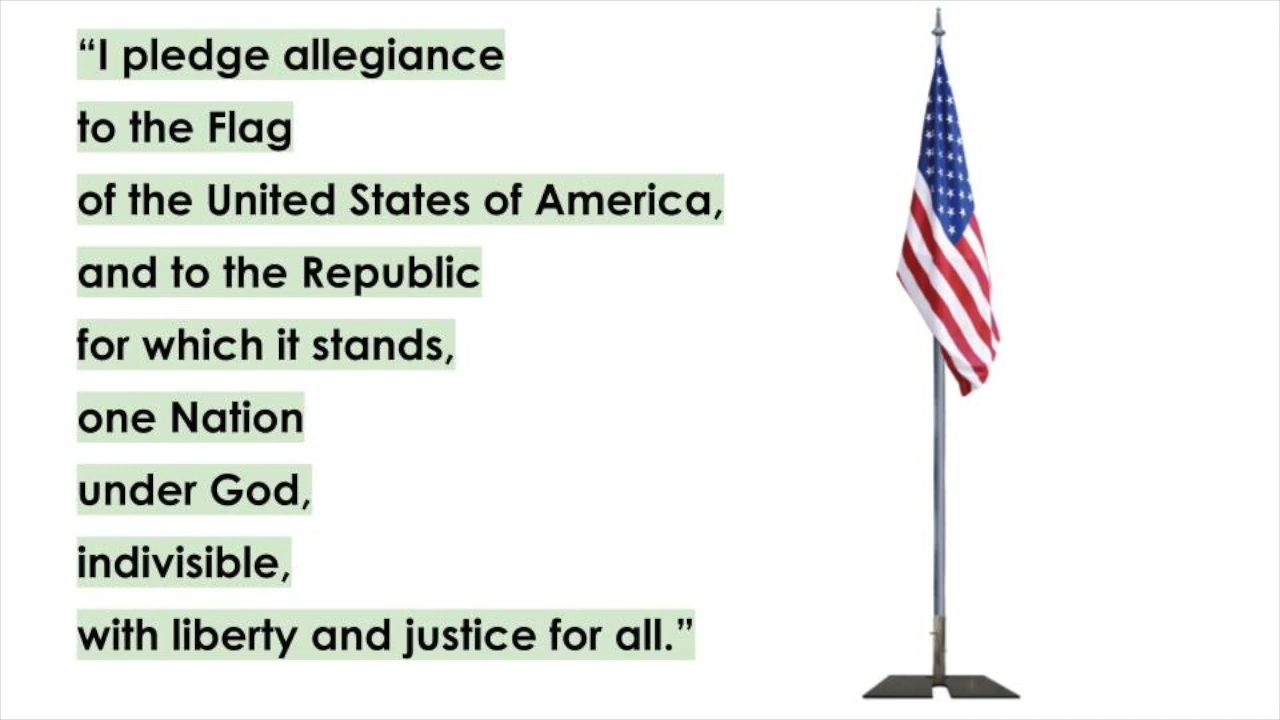 “I pledge allegiance
to the Flag
of the United States of America,
and to the Republic
for which it stands,
one Nation
under God,
indivisible,
with liberty and justice for all.”